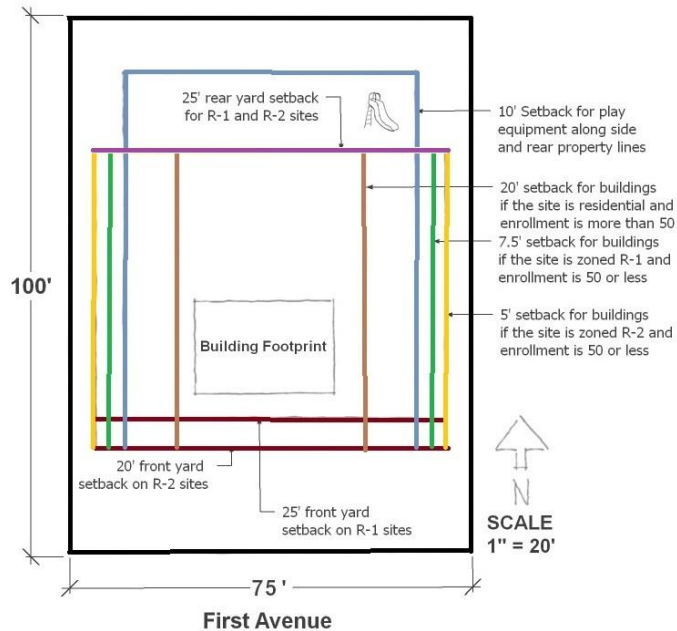 25' rear yard setback
for R-1 and R-2 sites
10' Setback for play
equipment along side
and rear property lines
20' setback for buildings
if the site is residential and
enrollment is more than 50
7.5' setback for buildings
if the site is zoned R-1 and
enrollment is 50 or less
100'
5' setback for buildings
if the site is zoned R-2 and
enrollment is 50 or less
Building Footprint
20' front yard
setback on R-2 sites
25' front yard
setback on R-1 sites
N
SCALE
1" = 20'
75 '
First Avenue